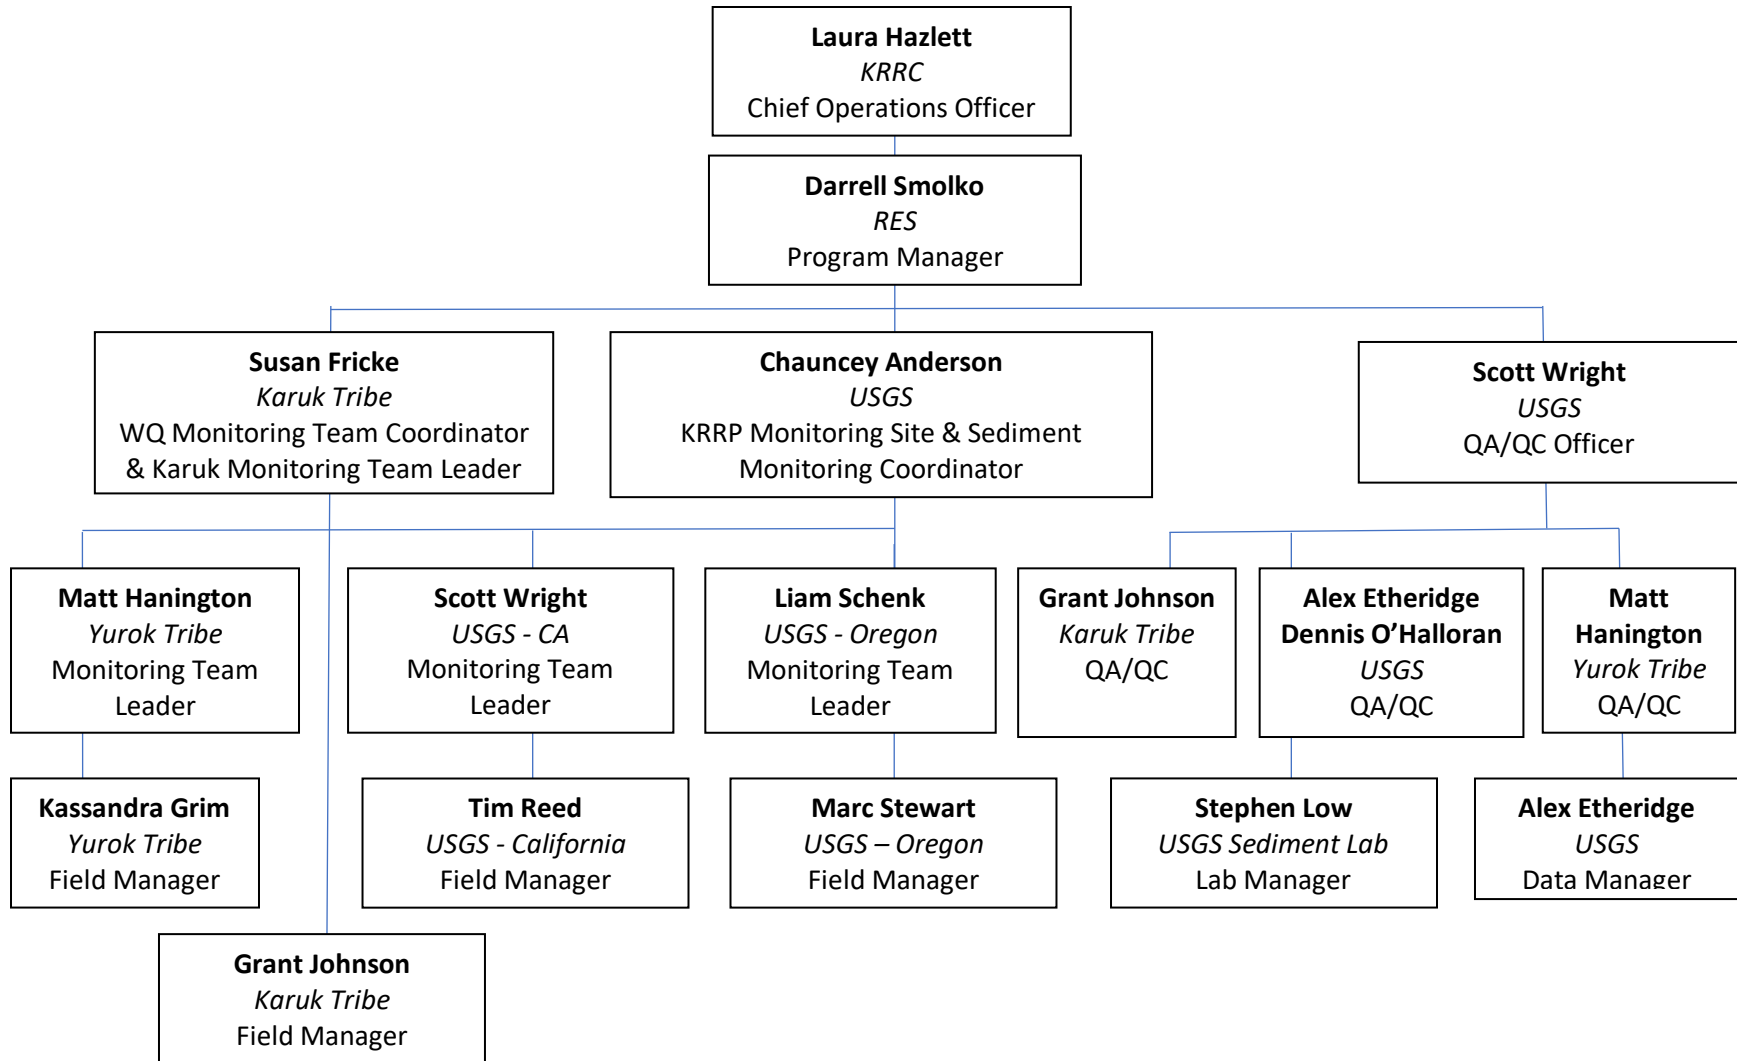 Laura Hazlett
KRRC
Chief Operations Officer
Darrell Smolko
RES
Program Manager
Susan Fricke
Karuk Tribe
WQ Monitoring Team Coordinator
& Karuk Monitoring Team Leader
Chauncey Anderson
USGS
KRRP Monitoring Site & Sediment
Monitoring Coordinator
Scott Wright
USGS
QA/QC Officer
Matt Hanington
Yurok Tribe
Monitoring Team
Leader
Scott Wright
USGS - CA
Monitoring Team
Leader
Liam Schenk
USGS - Oregon
Monitoring Team
Leader
Grant Johnson
Karuk Tribe
QA/QC
Alex Etheridge
Dennis O’Halloran
USGS
QA/QC
Matt
Hanington
Yurok Tribe
QA/QC
Kassandra Grim
Yurok Tribe
Field Manager
Tim Reed
USGS - California
Field Manager
Marc Stewart
USGS – Oregon
Field Manager
Stephen Low
USGS Sediment Lab
Lab Manager
Alex Etheridge
USGS
Data Manager
Grant Johnson
Karuk Tribe
Field Manager